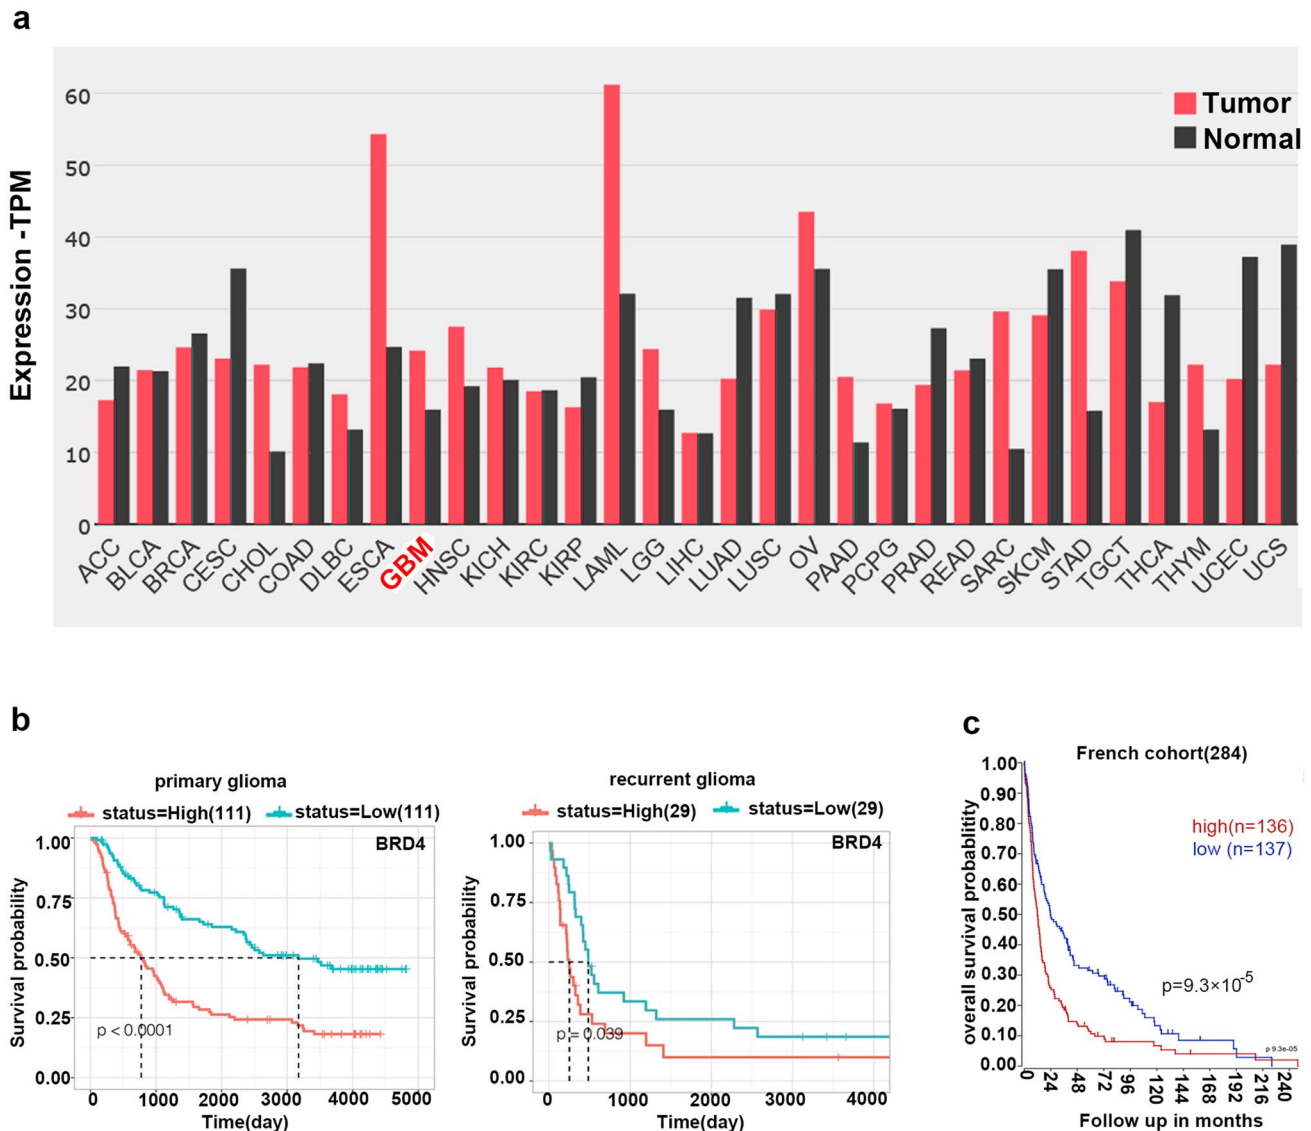 a
Expression -TPM
60
50
40
30
20
10
0
Tumor
Normal
ACC BLCA BRCA CESC CHOL COAD DLBC ESCA GBM HNSC KICH KIRC KIRP LAML LGG LIHC LUAD LUSC OV PAAD PCPG PRAD READ SARC SKCM STAD TGCT THCA THYM UCEC UCS
b
primary glioma
status=High(111) status=Low(111)
BRD4
Survival probability
1.00
0.75
0.50
0.25
0.00
p < 0.0001
0 1000 2000 3000 4000 5000
Time(day)
recurrent glioma
status=High(29) status=Low(29)
BRD4
Survival probability
1.00
0.75
0.50
0.25
0.00
p = 0.039
0 1000 2000 3000 4000
Time(day)
c
French cohort(284)
overall survival probablitity
1.00
0.90
0.80
0.70
0.60
0.50
0.40
0.30
0.20
0.10
0.00
high(n=136)
low (n=137)
p=9.3×10⁻⁵
p 9.3e-05
0 24 48 72 96 120 144 168 192 216 240
Follow up in months